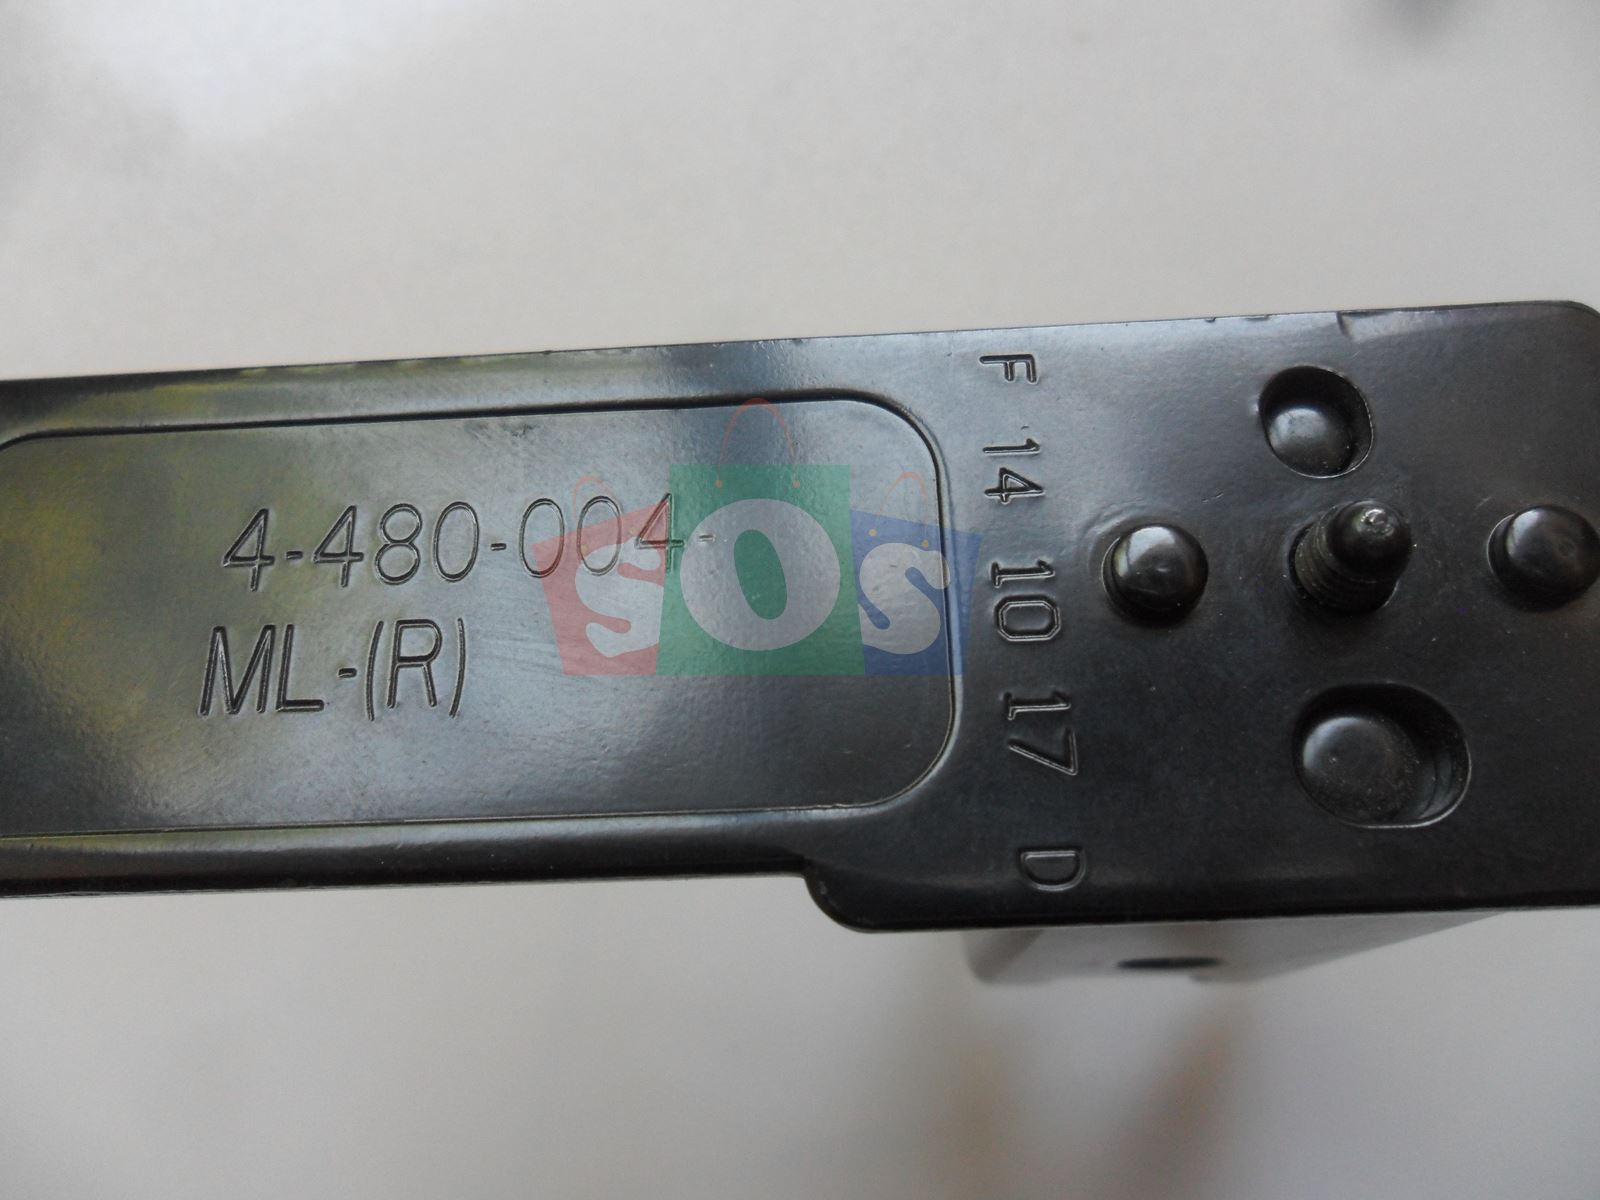 4-480-004-
ML-(R)
F 14 10 17 D
SOS